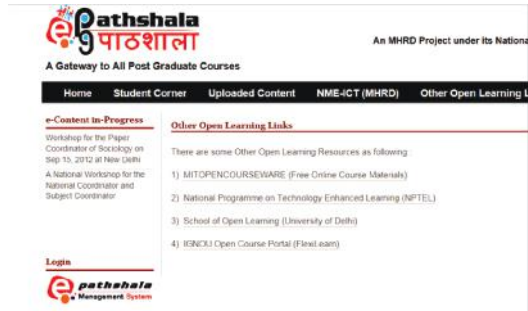 e Pathshala
पाठशाला
A Gateway to All Post Graduate Courses
An MHRD Project under its Nationa
Home Student Corner Uploaded Content NME-ICT (MHRD) Other Open Learning L
e-Content in-Progress
Workshop for the Paper
Coordinator of Sociology on
Sep 15, 2012 at New Delhi
A National Workshop for the
National Coordinator and
Subject Coordinator
Other Open Learning Links
There are some Other Open Learning Resources as following:
1) MITOPENCOURSEWARE (Free Online Course Materials)
2) National Programme on Technology Enhanced Learning (NPTEL)
3) School of Open Learning (University of Delhi)
4) IGNOU Open Course Portal (FlexiLearn)
Login
e pathshala
Management System